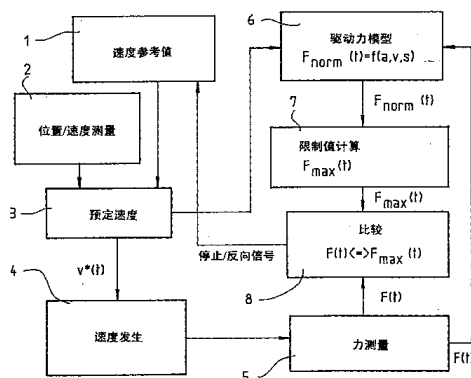 1
速度参考值
2
位置/速度测量
3
预定速度
v*(t)
4
速度发生
停止/反向信号
6
驱动力模型
F_norm (t)=f(a,v,s)
F_norm (t)
7
限制值计算
F_max(t)
F_max(t)
比较
F(t)<=>F_max(t)
8
F(t)
力测量
5
F(t)